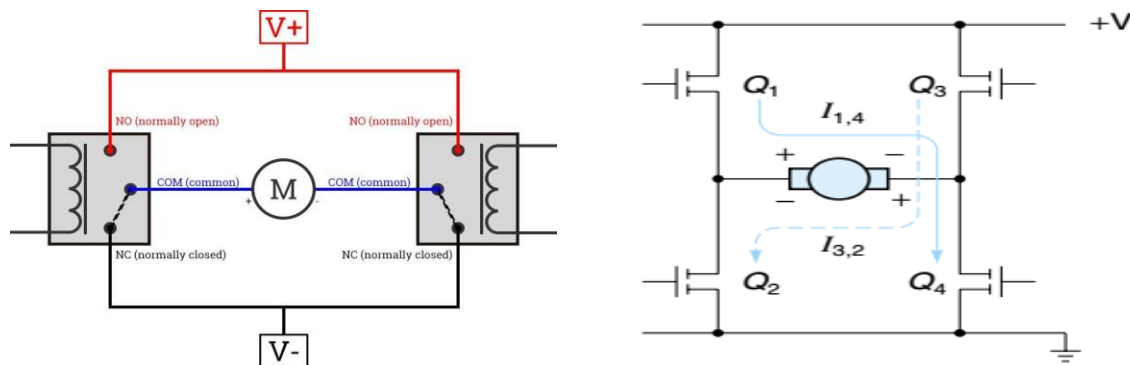 V+
NO (normally open)
NO (normally open)
COM (common)
M
COM (common)
+
-
NC (normally closed)
NC (normally closed)
V-
+V
Q1
Q3
I1,4
+
−
−
+
I3,2
Q2
Q4